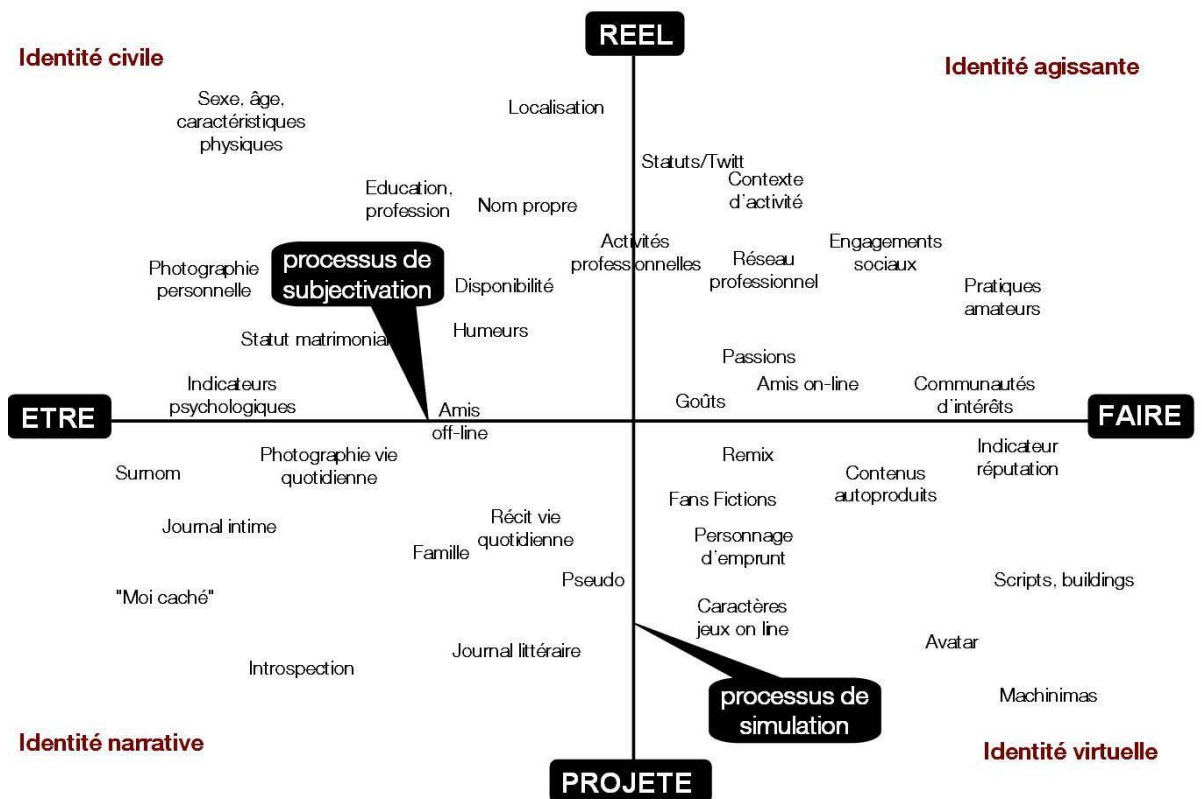 REEL
Identité civile
Identité agissante
Sexe, âge,
caractéristiques
physiques
Localisation
Statuts/Twitt
Contexte
d'activité
Education,
profession
Nom propre
Activités
professionnelles
Engagements
sociaux
Réseau
professionnel
processus de
subjectivation
Photographie
personnelle
Disponibilité
Pratiques
amateurs
Statut matrimonial
Humeurs
Passions
Indicateurs
psychologiques
Amis on-line
Communautés
d'intérêts
Goûts
ETRE
Amis
off-line
FAIRE
Surnom
Photographie vie
quotidienne
Remix
Indicateur
réputation
Contenus
autoproduits
Fans Fictions
Journal intime
Récit vie
quotidienne
Famille
Personnage
d'emprunt
Pseudo
Scripts, buildings
"Moi caché"
Caractères
jeux on line
Journal littéraire
Avatar
Introspection
processus de
simulation
Machinimas
Identité narrative
Identité virtuelle
PROJETE